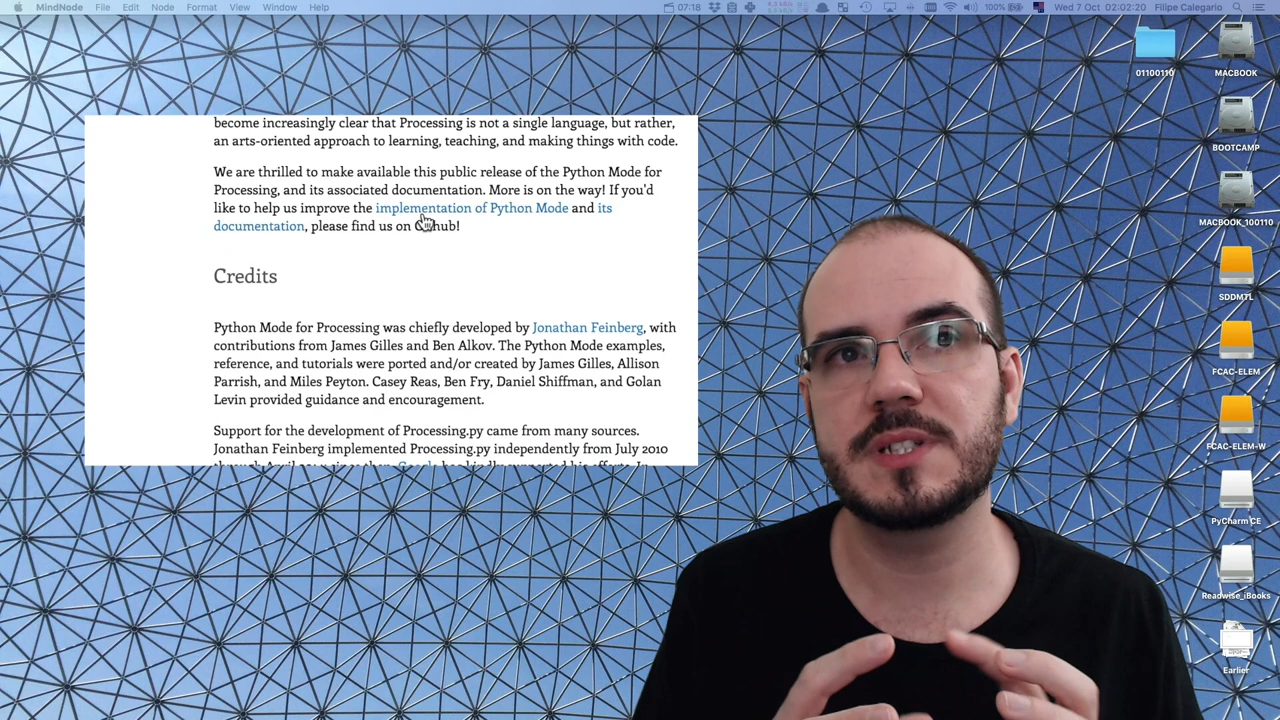 MindNode File Edit Node Format View Window Help 07:18 100% Wed 7 Oct 02:02:20 Filipe Calegario
become increasingly clear that Processing is not a single language, but rather,
an arts-oriented approach to learning, teaching, and making things with code.
We are thrilled to make available this public release of the Python Mode for
Processing, and its associated documentation. More is on the way! If you'd
like to help us improve the implementation of Python Mode and its
documentation, please find us on Github!
Credits
Python Mode for Processing was chiefly developed by Jonathan Feinberg, with
contributions from James Gilles and Ben Alkov. The Python Mode examples,
reference, and tutorials were ported and/or created by James Gilles, Allison
Parrish, and Miles Peyton. Casey Reas, Ben Fry, Daniel Shiffman, and Golan
Levin provided guidance and encouragement.
Support for the development of Processing.py came from many sources.
Jonathan Feinberg implemented Processing.py independently from July 2010
01100110
MACBOOK
BOOTCAMP
MACBOOK_100110
SDDMTL
FCAC-ELEM
FCAC-ELEM-W
PyCharm CE
Readwise_iBooks
Earlier